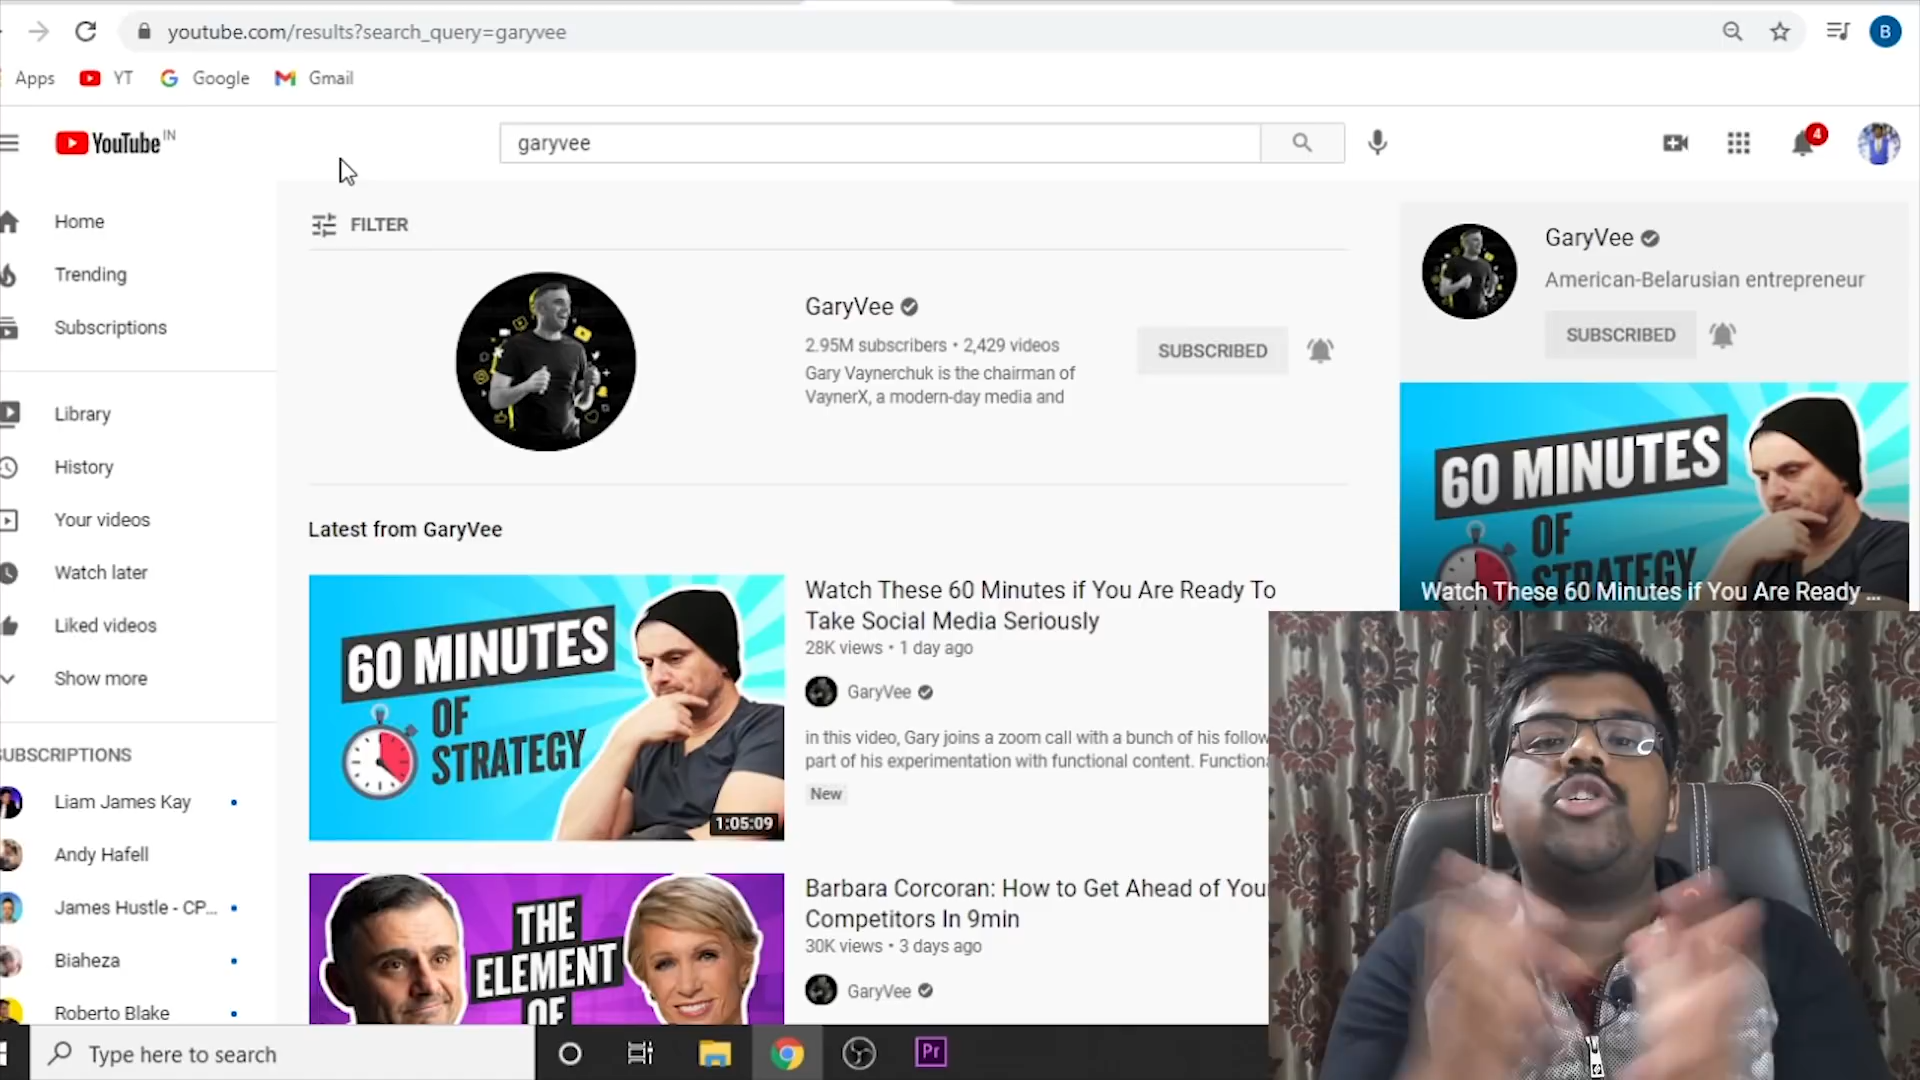 youtube.com/results?search_query=garyvee
B
Apps
YT
Google
Gmail
YouTube IN
garyvee
4
Home
Trending
Subscriptions
Library
History
Your videos
Watch later
Liked videos
Show more
SUBSCRIPTIONS
Liam James Kay
Andy Hafell
James Hustle - CP...
Biaheza
Roberto Blake
FILTER
GaryVee
2.95M subscribers • 2,429 videos
Gary Vaynerchuk is the chairman of
VaynerX, a modern-day media and
SUBSCRIBED
Latest from GaryVee
60 MINUTES
OF
STRATEGY
1:05:09
Watch These 60 Minutes if You Are Ready To
Take Social Media Seriously
28K views • 1 day ago
GaryVee
in this video, Gary joins a zoom call with a bunch of his follow
part of his experimentation with functional content.
New
THE
ELEMENT
OF
Barbara Corcoran: How to Get Ahead of You
Competitors In 9min
30K views • 3 days ago
GaryVee
GaryVee
American-Belarusian entrepreneur
SUBSCRIBED
60 MINUTES
OF
STRATEGY
Watch These 60 Minutes if You Are Ready ...
Type here to search
Pr